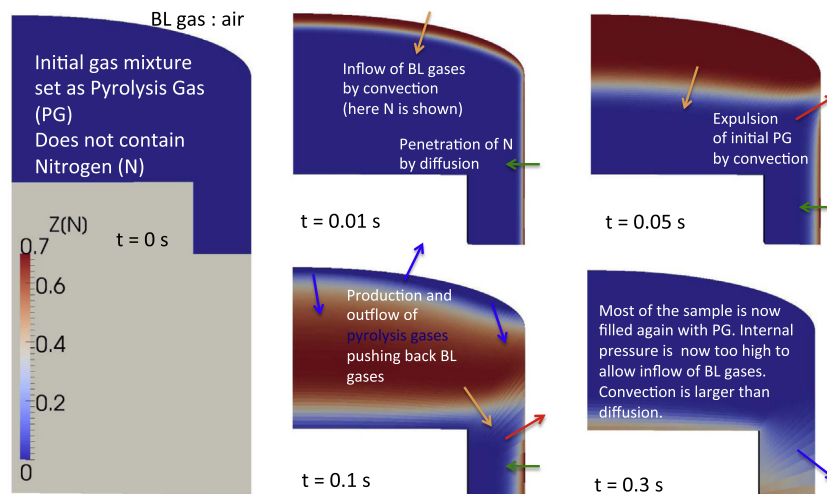 BL gas : air
Initial gas mixture
set as Pyrolysis Gas
(PG)
Does not contain
Nitrogen (N)
Z(N)
t = 0 s
0.7
0.6
0.4
0.2
0
Inflow of BL gases
by convection
(here N is shown)
Penetration of N
by diffusion
t = 0.01 s
Expulsion
of initial PG
by convection
t = 0.05 s
Production and
outflow of
pyrolysis gases
pushing back BL
gases
t = 0.1 s
Most of the sample is now
filled again with PG. Internal
pressure is now too high to
allow inflow of BL gases.
Convection is larger than
diffusion.
t = 0.3 s